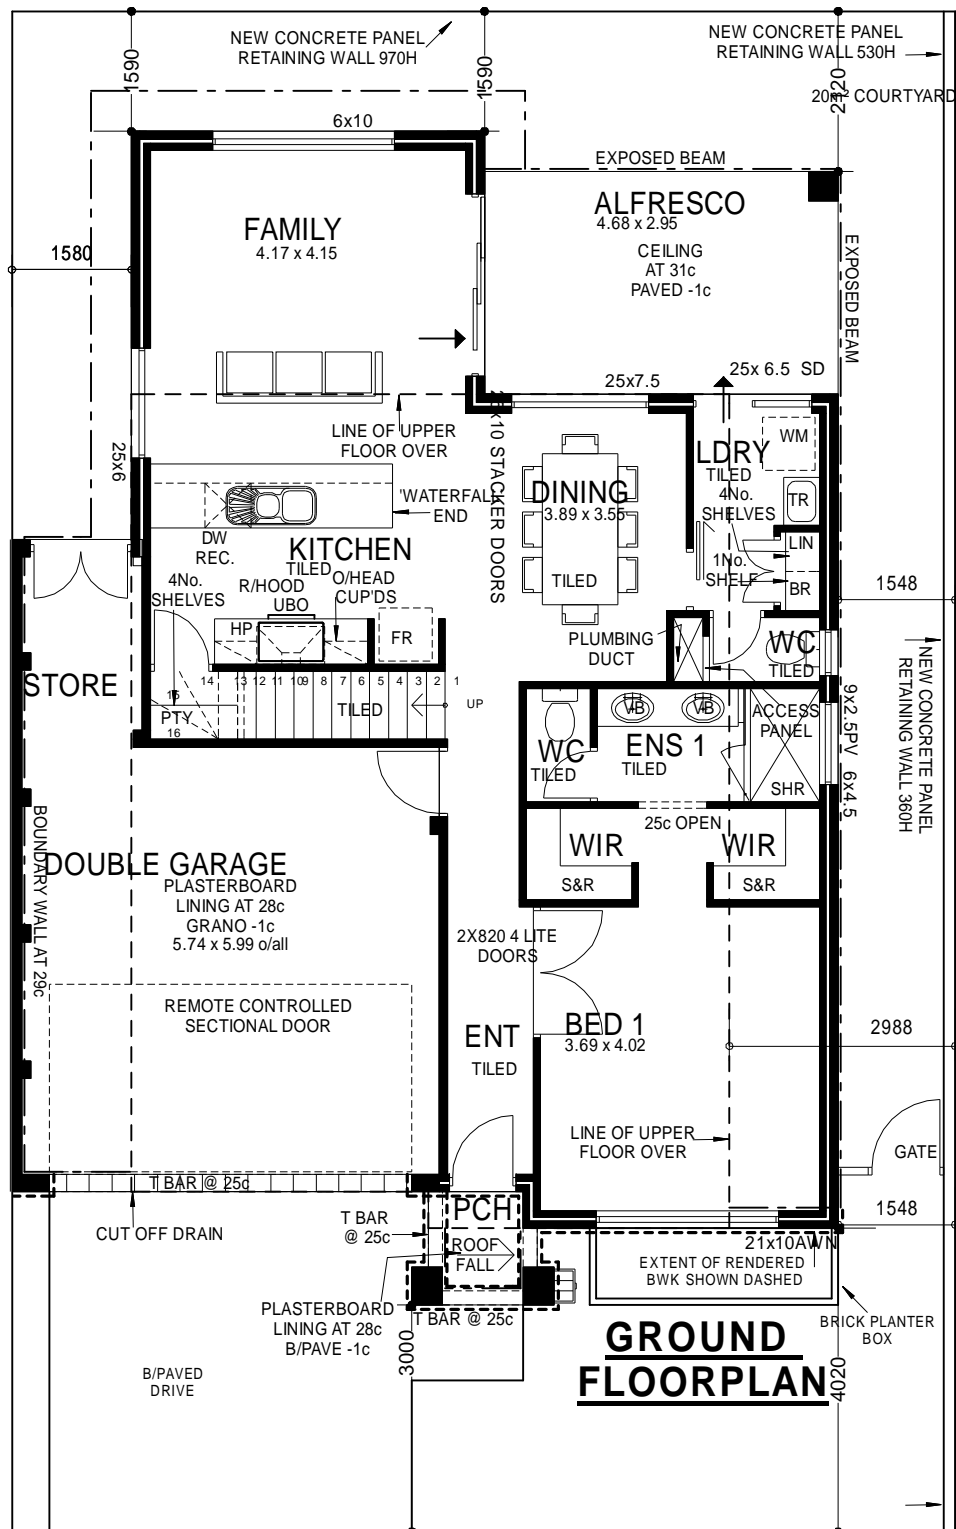 NEW CONCRETE PANEL
RETAINING WALL 970H
NEW CONCRETE PANEL
RETAINING WALL 530H
1590
1590
2120
COURTYARD
6x10
EXPOSED BEAM
FAMILY
4.17 x 4.15
ALFRESCO
4.68 x 2.95
CEILING
AT 31c
PAVED -1c
1580
EXPOSED BEAM
25x 6.5 SD
25x7.5
LINE OF UPPER
FLOOR OVER
25x6
x10 STACKER DOORS
WM
LDRY
TILED
4No.
SHELVES
TR
DINING
3.89 x 3.55
TILED
'WATERFALL'
END
DW
REC.
KITCHEN
TILED
LIN
1No.
SHELF
BR
4No.
SHELVES
R/HOOD
UBO
O/HEAD
CUP'DS
HP
FR
1548
PLUMBING
DUCT
WC
TILED
STORE
14 13 12 11 10 9 8 7 6 5 4 3 2 1
UP
15
PTY
16
TILED
NEW CONCRETE PANEL
RETAINING WALL 360H
VB
VB
ACCESS
PANEL
WC
TILED
ENS 1
TILED
SHR
9x2.5PV
6x4.5
25c OPEN
WIR
WIR
S&R
S&R
BOUNDARY WALL AT 29c
DOUBLE GARAGE
PLASTERBOARD
LINING AT 28c
GRANO -1c
5.74 x 5.99 o/all
2X820 4 LITE
DOORS
REMOTE CONTROLLED
SECTIONAL DOOR
ENT
TILED
BED 1
3.69 x 4.02
2988
LINE OF UPPER
FLOOR OVER
GATE
T BAR @ 25c
CUT OFF DRAIN
T BAR
@ 25c
PCH
ROOF
FALL
1548
21x10AWN
EXTENT OF RENDERED
BWK SHOWN DASHED
PLASTERBOARD
LINING AT 28c
B/PAVE -1c
T BAR @ 25c
BRICK PLANTER
BOX
3000
4020
B/PAVED
DRIVE
GROUND
FLOORPLAN